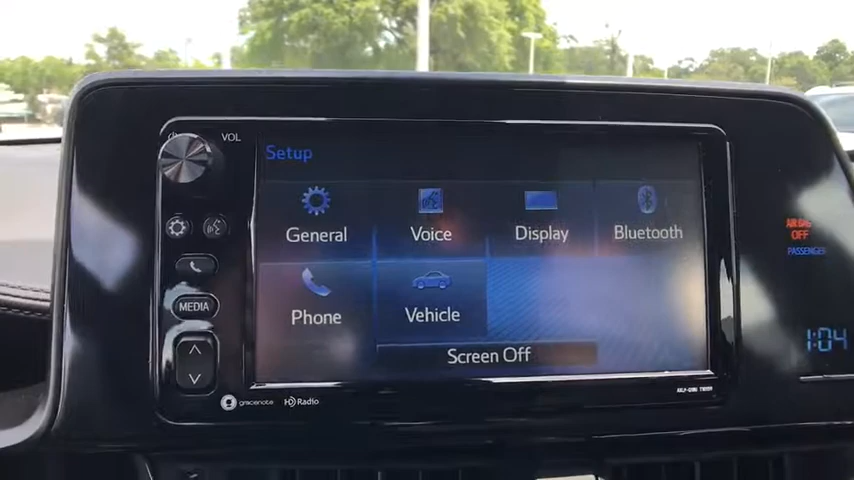 VOL
Setup
General
Voice
Display
Bluetooth
AIR BAG
OFF
PASSENGER
Phone
Vehicle
MEDIA
Screen Off
1:04
gracenote
HD Radio